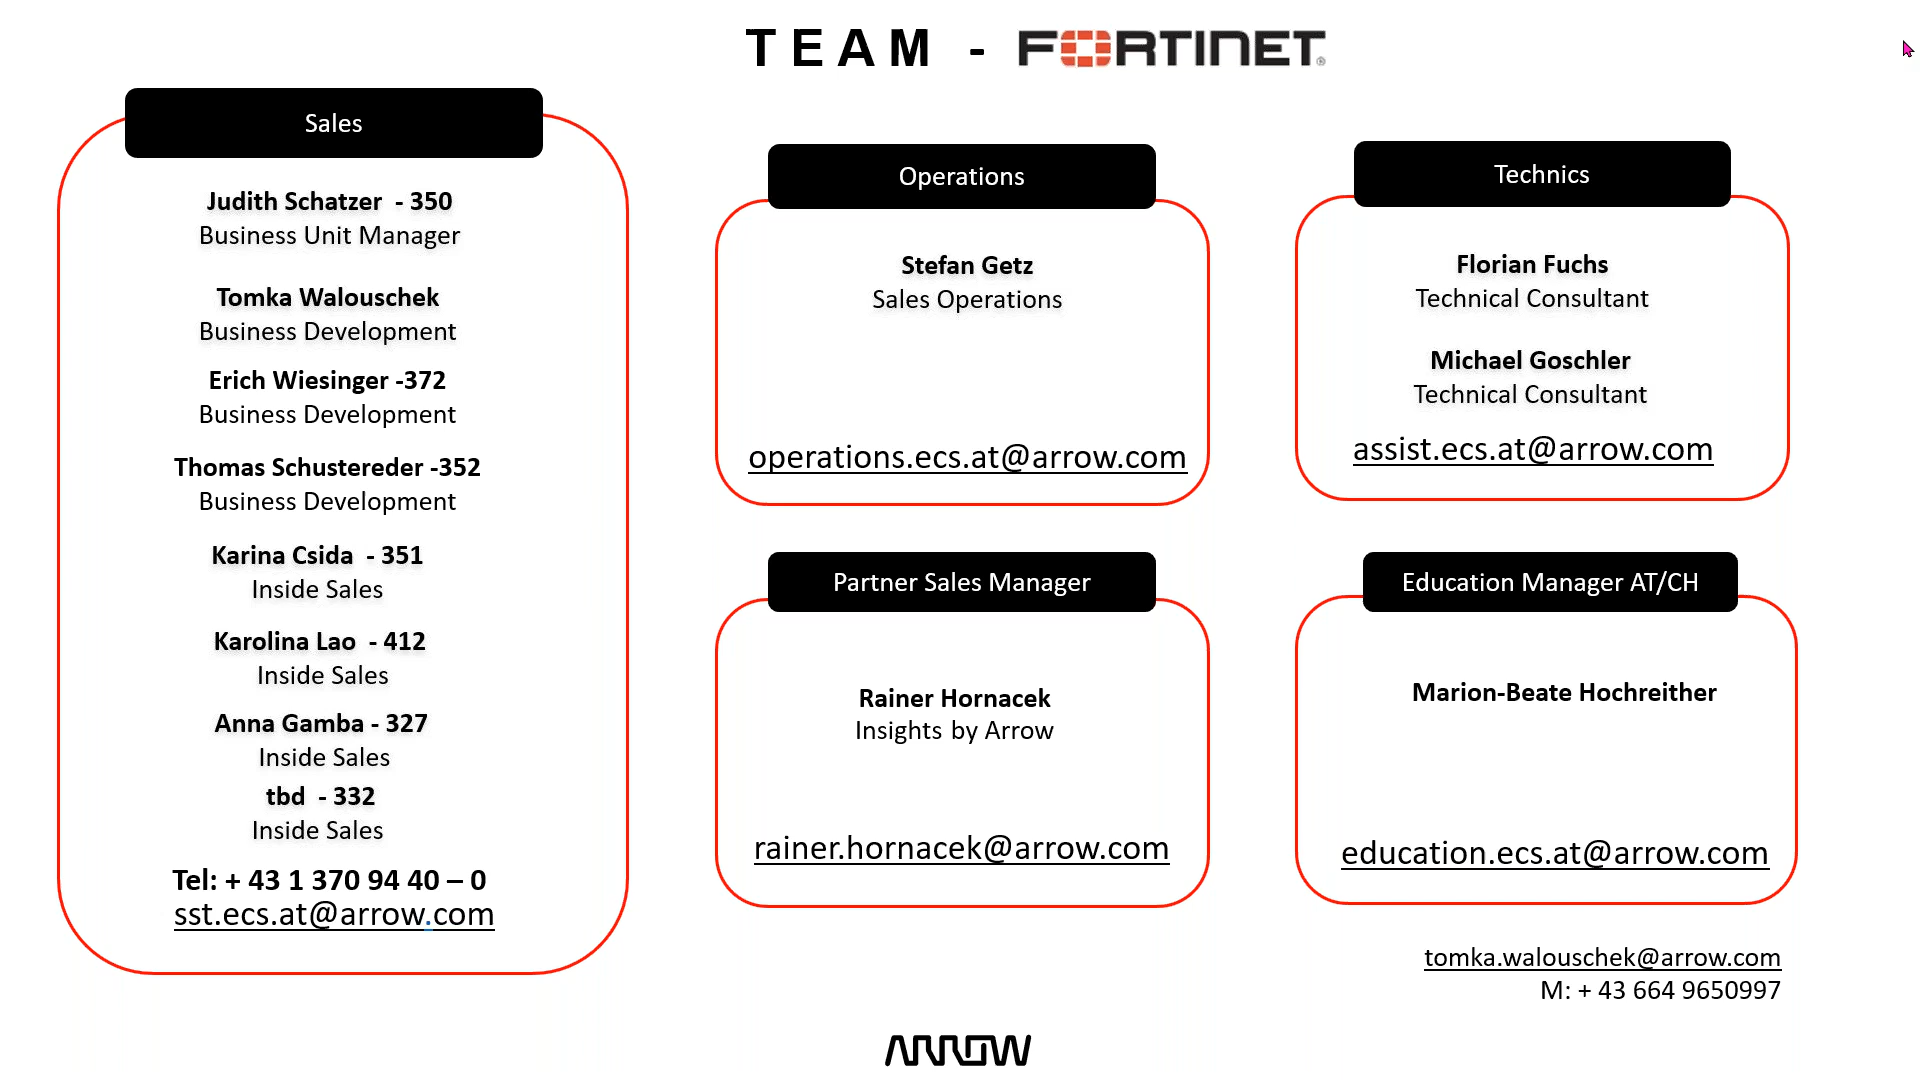 TEAM - FORTINET®
Sales
Judith Schatzer - 350
Business Unit Manager
Tomka Walouschek
Business Development
Erich Wiesinger -372
Business Development
Thomas Schustereder -352
Business Development
Karina Csida - 351
Inside Sales
Karolina Lao - 412
Inside Sales
Anna Gamba - 327
Inside Sales
tbd - 332
Inside Sales
Tel: + 43 1 370 94 40 – 0
sst.ecs.at@arrow.com
Operations
Stefan Getz
Sales Operations
operations.ecs.at@arrow.com
Technics
Florian Fuchs
Technical Consultant
Michael Goschler
Technical Consultant
assist.ecs.at@arrow.com
Partner Sales Manager
Rainer Hornacek
Insights by Arrow
rainer.hornacek@arrow.com
Education Manager AT/CH
Marion-Beate Hochreither
education.ecs.at@arrow.com
tomka.walouschek@arrow.com
M: + 43 664 9650997
ARROW